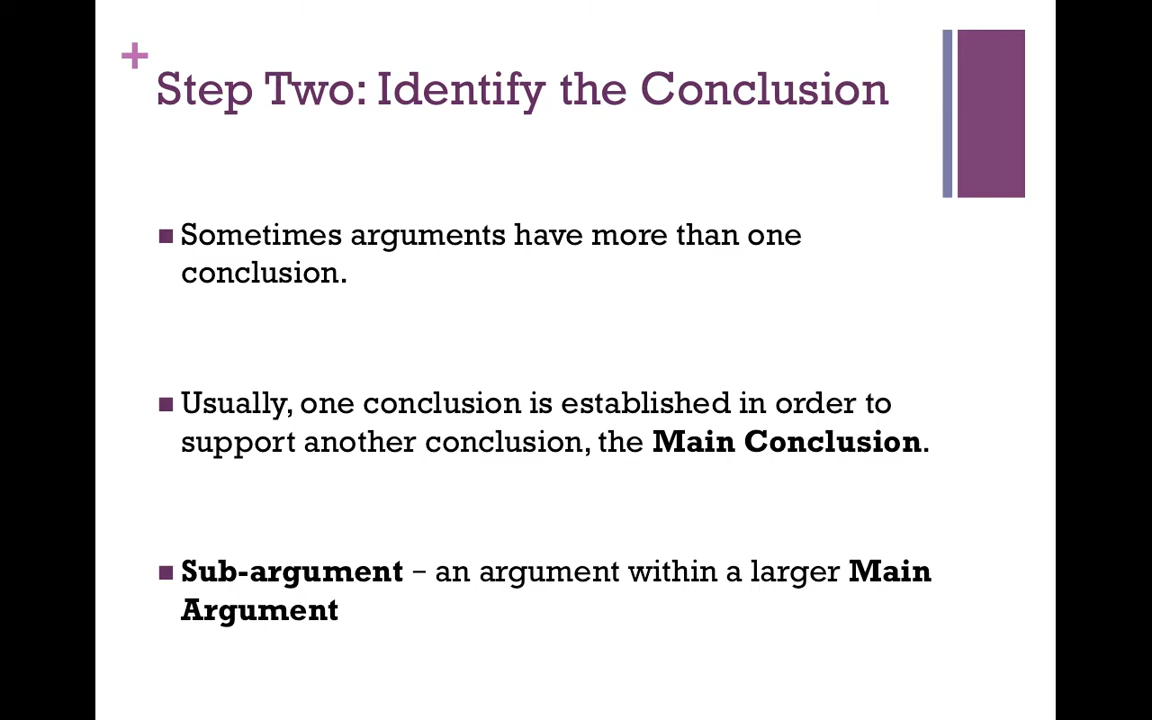 +
Step Two: Identify the Conclusion
■ Sometimes arguments have more than one
conclusion.
■ Usually, one conclusion is established in order to
support another conclusion, the Main Conclusion.
■ Sub-argument – an argument within a larger Main
Argument